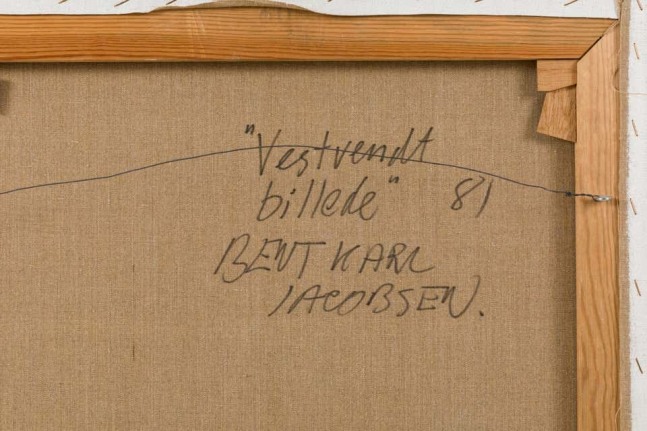 "Vestvendt
billede" 81
BENT KARL
JACOBSEN.